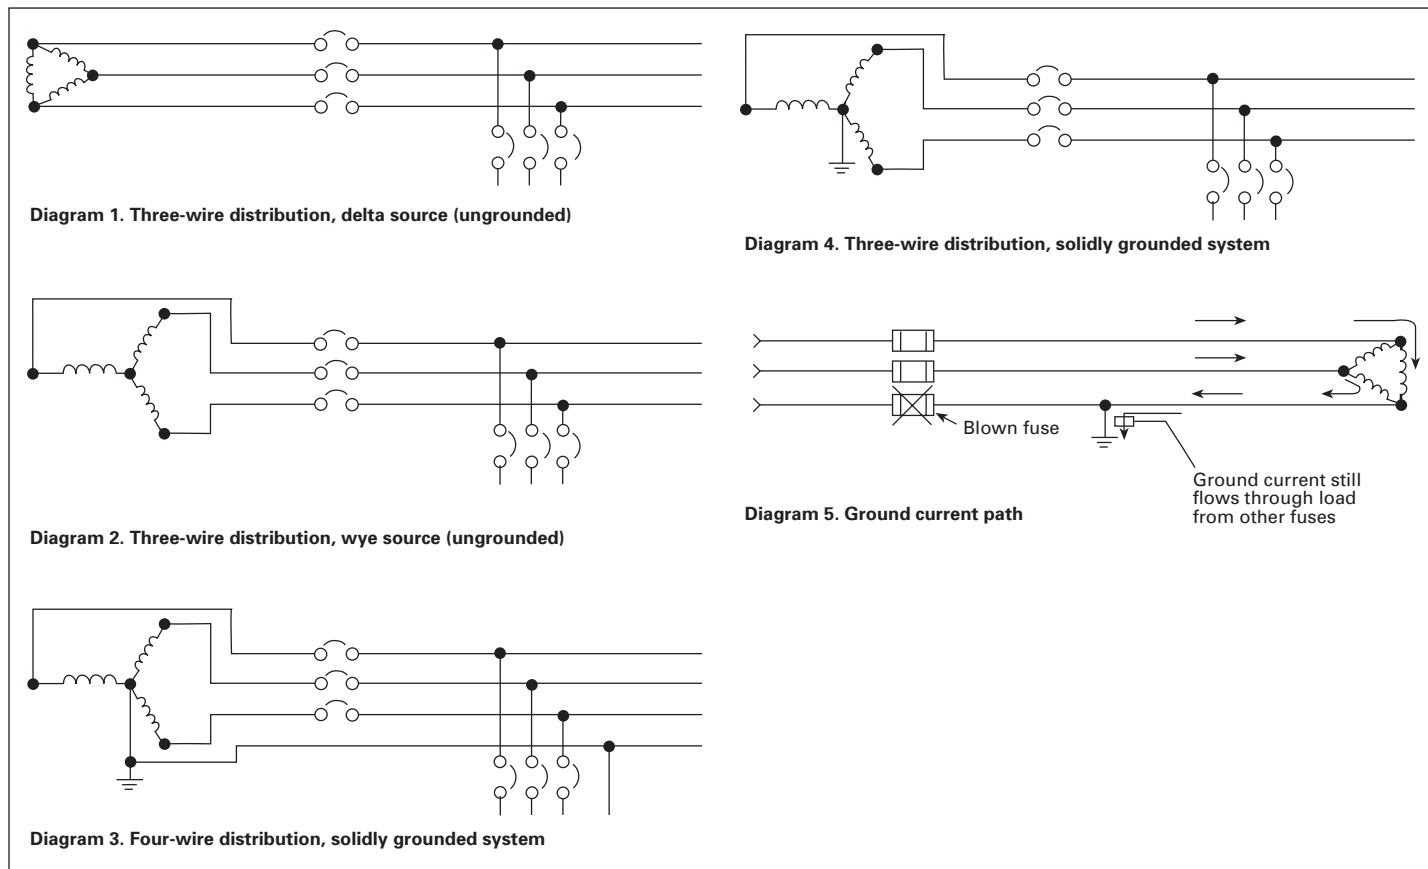 Diagram 1. Three-wire distribution, delta source (ungrounded)
Diagram 2. Three-wire distribution, wye source (ungrounded)
Diagram 3. Four-wire distribution, solidly grounded system
Diagram 4. Three-wire distribution, solidly grounded system
Blown fuse
Ground current still
flows through load
from other fuses
Diagram 5. Ground current path